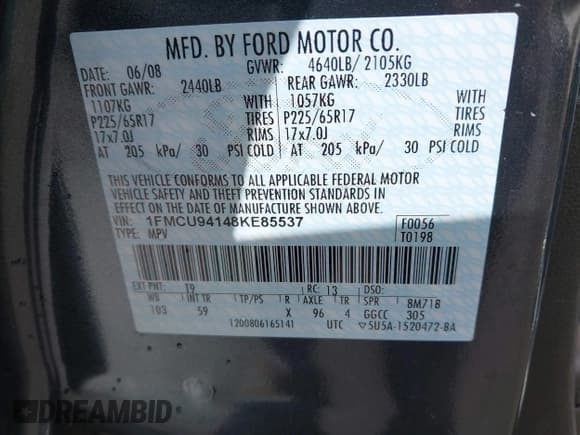 MFD. BY FORD MOTOR CO.
DATE: 06/08 GVWR: 4640LB/ 2105KG
FRONT GAWR: 2440LB REAR GAWR: 2330LB
1107KG WITH 1057KG WITH
P225/65R17 TIRES P225/65R17 TIRES
17x7.0J RIMS 17x7.0J RIMS
AT 205 kPa/ 30 PSI COLD AT 205 kPa/ 30 PSI COLD
THIS VEHICLE CONFORMS TO ALL APPLICABLE FEDERAL MOTOR
VEHICLE SAFETY AND THEFT PREVENTION STANDARDS IN
EFFECT ON THE DATE OF MANUFACTURE SHOWN ABOVE.
VIN: 1FMCU94148KE85537 F0056
TYPE: MPV T0198
EXT PNT: T9 RC: 13 DSO:
WB INT TR TP/PS R AXLE TR SPR 8M718
103 59 X 96 4 GGCC 305
1200806165141 UTC ▽5U5A-1520472-BA
DREAMBID